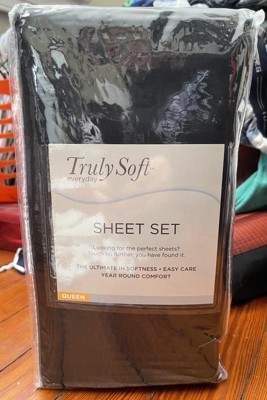 Truly Soft
everyday
SHEET SET
Looking for the perfect sheets?
Touch no further, you have found it.
THE ULTIMATE IN SOFTNESS • EASY CARE
YEAR ROUND COMFORT
QUEEN